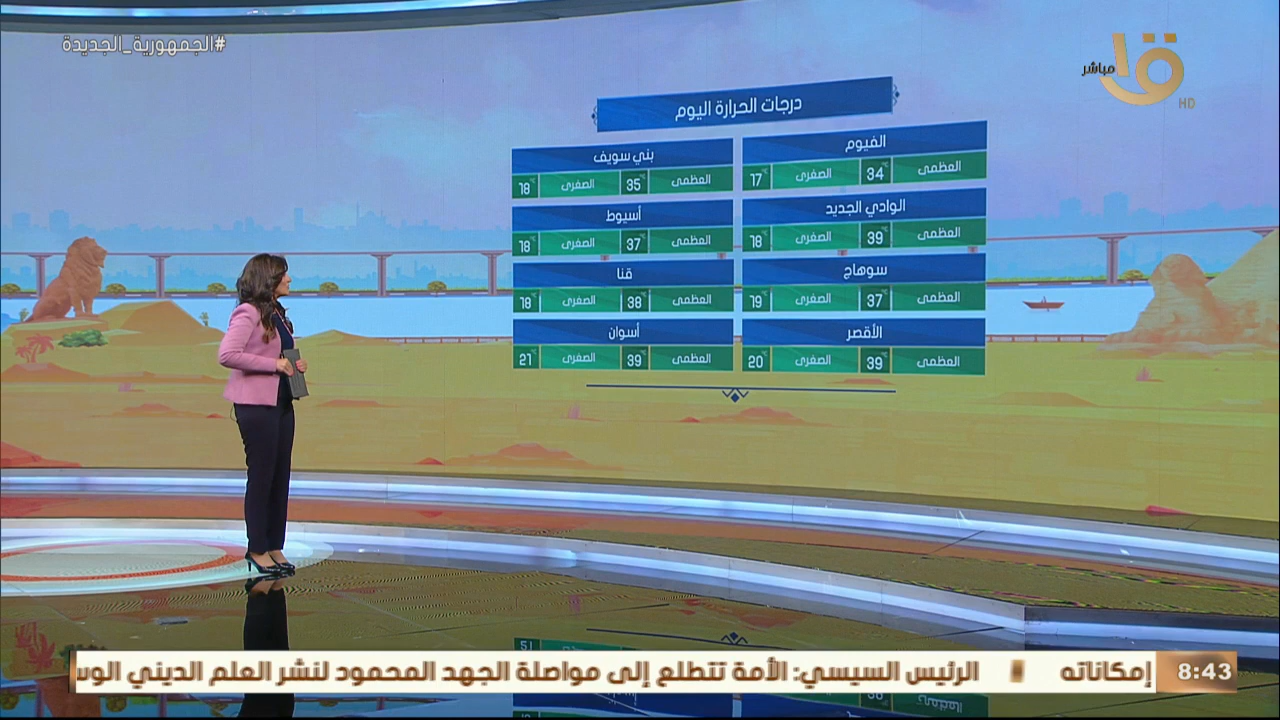 #الجمهورية_الجديدة
مباشر
HD
درجات الحرارة اليوم
الفيوم
العظمى 34°C الصغرى 17°C
بني سويف
العظمى 35°C الصغرى 18°C
الوادي الجديد
العظمى 39°C الصغرى 18°C
أسيوط
العظمى 37°C الصغرى 18°C
سوهاج
العظمى 37°C الصغرى 19°C
قنا
العظمى 38°C الصغرى 18°C
الأقصر
العظمى 39°C الصغرى 20°C
أسوان
العظمى 39°C الصغرى 21°C
8:43 إمكاناته الرئيس السيسي: الأمة تتطلع إلى مواصلة الجهد المحمود لنشر العلم الديني